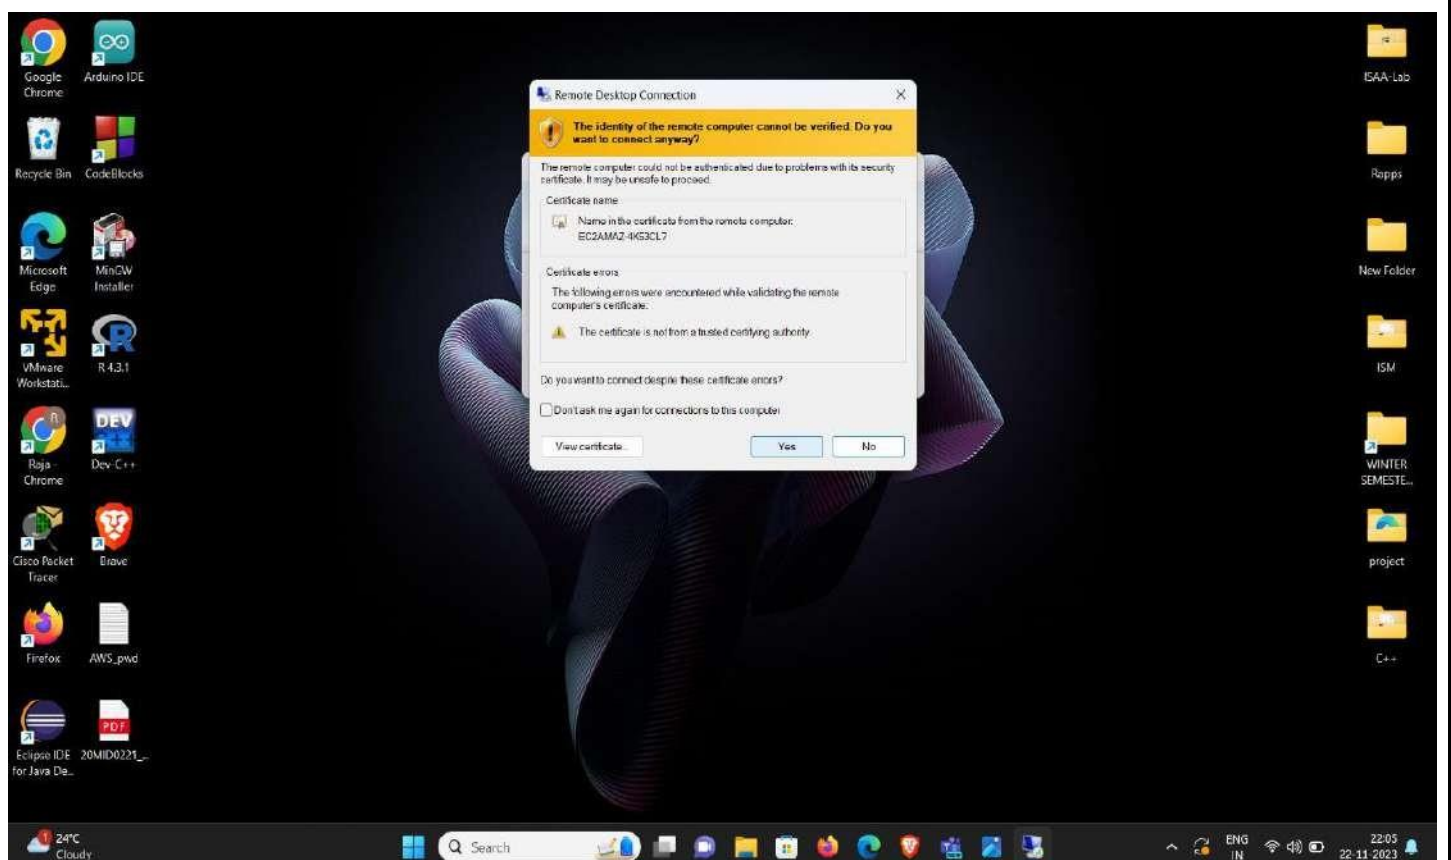 Google
Chrome
Arduino IDE
Recycle Bin
CodeBlocks
Microsoft
Edge
MinGW
Installer
VMware
Workstati...
R 4.3.1
Raja -
Chrome
DEV
Dev-C++
Cisco Packet
Tracer
Brave
Firefox
AWS_pwd
Eclipse IDE
for Java De...
PDF
20MID0221_...
Remote Desktop Connection
The identity of the remote computer cannot be verified. Do you
want to connect anyway?
The remote computer could not be authenticated due to problems with its security
certificate. It may be unsafe to proceed.
Certificate name
Name in the certificate from the remote computer:
EC2AMAZ-4K53CL7
Certificate errors
The following errors were encountered while validating the remote
computer's certificate:
The certificate is not from a trusted certifying authority.
Do you want to connect despite these certificate errors?
Don't ask me again for connections to this computer
View certificate...
Yes
No
ISAA-Lab
Rapps
New Folder
ISM
WINTER
SEMESTE...
project
C++
1
24°C
Cloudy
Search
ENG
IN
22:05
22-11-2023